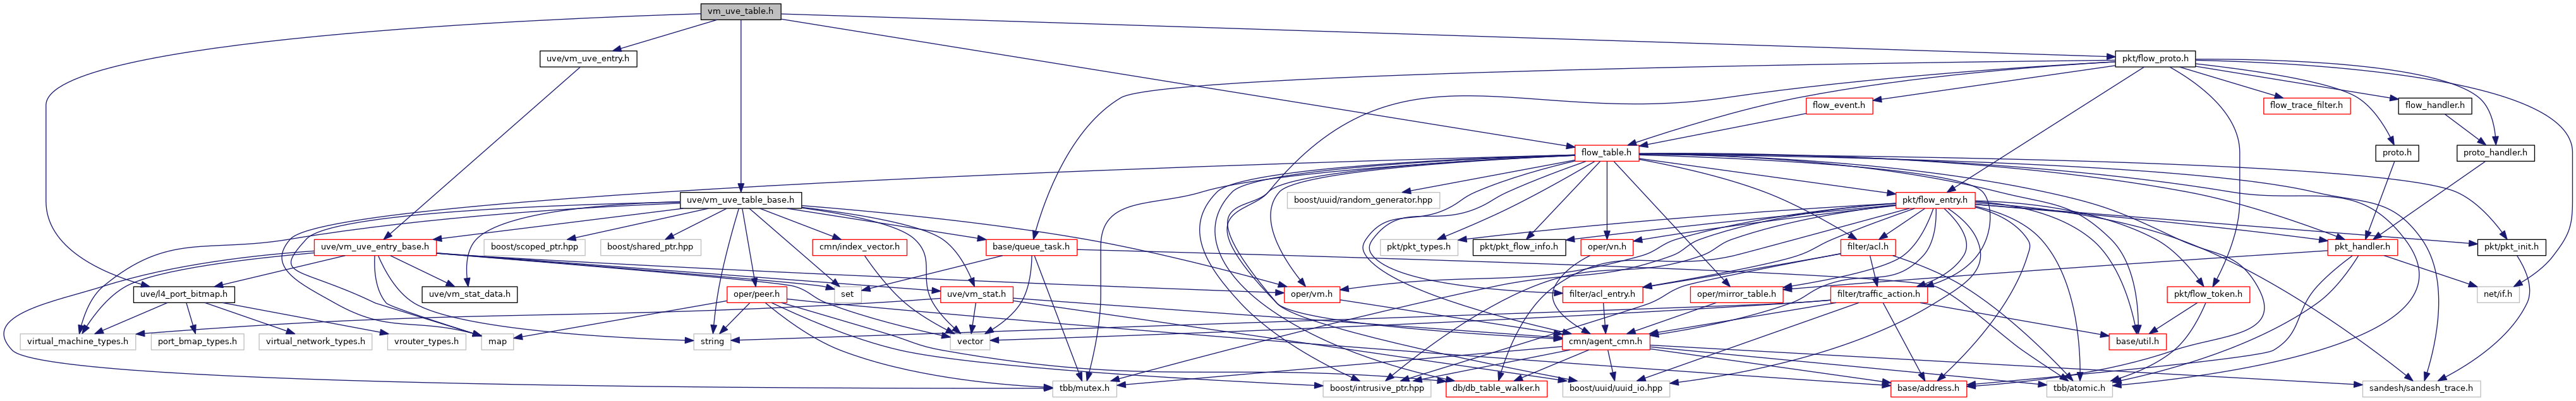 vm_uve_table.h
uve/vm_uve_entry.h
pkt/flow_proto.h
flow_event.h
flow_trace_filter.h
flow_handler.h
flow_table.h
proto.h
proto_handler.h
uve/vm_uve_table_base.h
boost/uuid/random_generator.hpp
pkt/flow_entry.h
uve/vm_uve_entry_base.h
boost/scoped_ptr.hpp
boost/shared_ptr.hpp
cmn/index_vector.h
base/queue_task.h
pkt/pkt_types.h
pkt/pkt_flow_info.h
oper/vn.h
filter/acl.h
pkt_handler.h
pkt/pkt_init.h
uve/l4_port_bitmap.h
uve/vm_stat_data.h
oper/peer.h
set
uve/vm_stat.h
oper/vm.h
filter/acl_entry.h
oper/mirror_table.h
filter/traffic_action.h
pkt/flow_token.h
net/if.h
virtual_machine_types.h
port_bmap_types.h
virtual_network_types.h
vrouter_types.h
map
string
vector
cmn/agent_cmn.h
base/util.h
tbb/mutex.h
boost/intrusive_ptr.hpp
db/db_table_walker.h
boost/uuid/uuid_io.hpp
base/address.h
tbb/atomic.h
sandesh/sandesh_trace.h